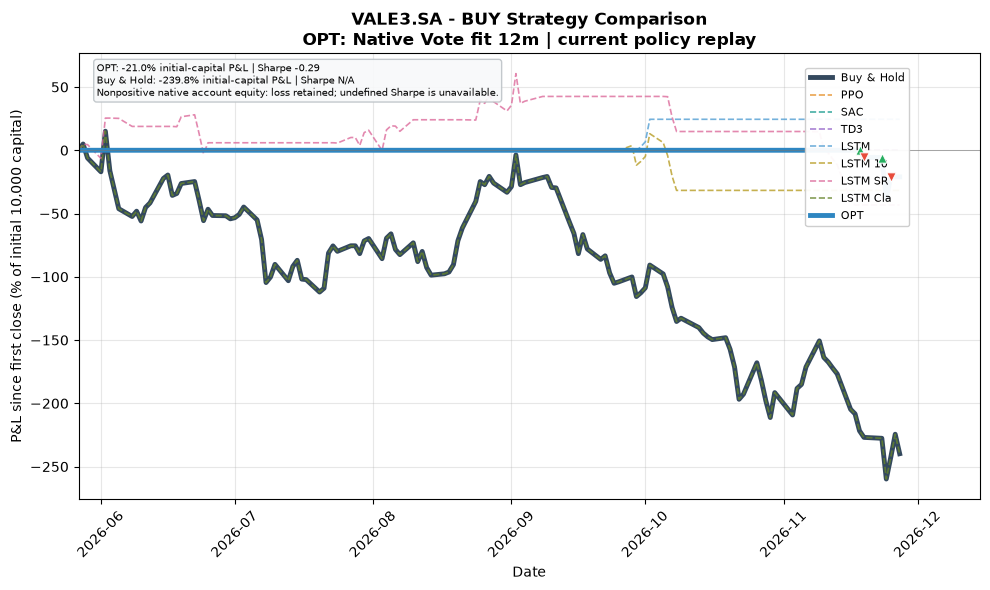 VALE3.SA - BUY Strategy Comparison
OPT: Native Vote fit 12m | current policy replay
OPT: -21.0% initial-capital P&L | Sharpe -0.29
Buy & Hold: -239.8% initial-capital P&L | Sharpe N/A
Nonpositive native account equity: loss retained; undefined Sharpe is unavailable.
Buy & Hold
PPO
SAC
TD3
LSTM
LSTM 10
LSTM SR
LSTM Cla
OPT
P&L since first close (% of initial 10,000 capital)
50
0
−50
−100
−150
−200
−250
2026-06
2026-07
2026-08
2026-09
2026-10
2026-11
2026-12
Date